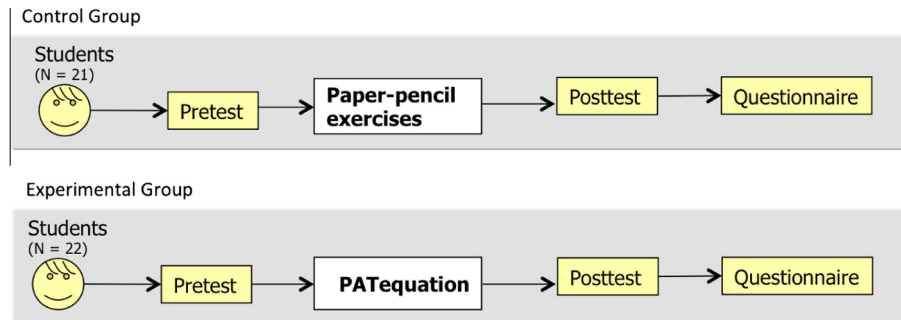 Control Group
Students
(N = 21)
Pretest
Paper-pencil
exercises
Posttest
Questionnaire
Experimental Group
Students
(N = 22)
Pretest
PATequation
Posttest
Questionnaire